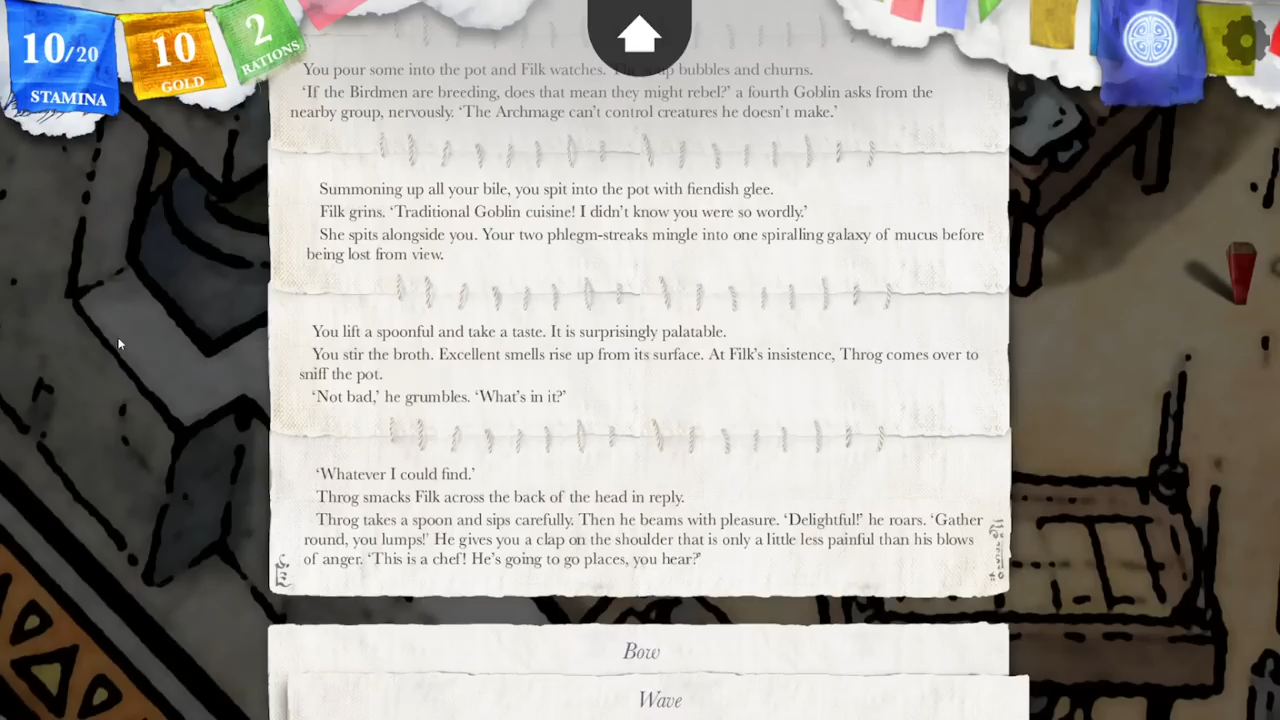 10/20
STAMINA
10
GOLD
2
RATIONS
You pour some into the pot and Filk watches. bubbles and churns.
‘If the Birdmen are breeding, does that mean they might rebel?’ a fourth Goblin asks from the
nearby group, nervously. ‘The Archmage can’t control creatures he doesn’t make.’
Summoning up all your bile, you spit into the pot with fiendish glee.
Filk grins. ‘Traditional Goblin cuisine! I didn’t know you were so wordly.’
She spits alongside you. Your two phlegm-streaks mingle into one spiralling galaxy of mucus before
being lost from view.
You lift a spoonful and take a taste. It is surprisingly palatable.
You stir the broth. Excellent smells rise up from its surface. At Filk’s insistence, Throg comes over to
sniff the pot.
‘Not bad,’ he grumbles. ‘What’s in it?’
‘Whatever I could find.’
Throg smacks Filk across the back of the head in reply.
Throg takes a spoon and sips carefully. Then he beams with pleasure. ‘Delightful!’ he roars. ‘Gather
round, you lumps!’ He gives you a clap on the shoulder that is only a little less painful than his blows
of anger. ‘This is a chef! He’s going to go places, you hear?’
Bow
Wave